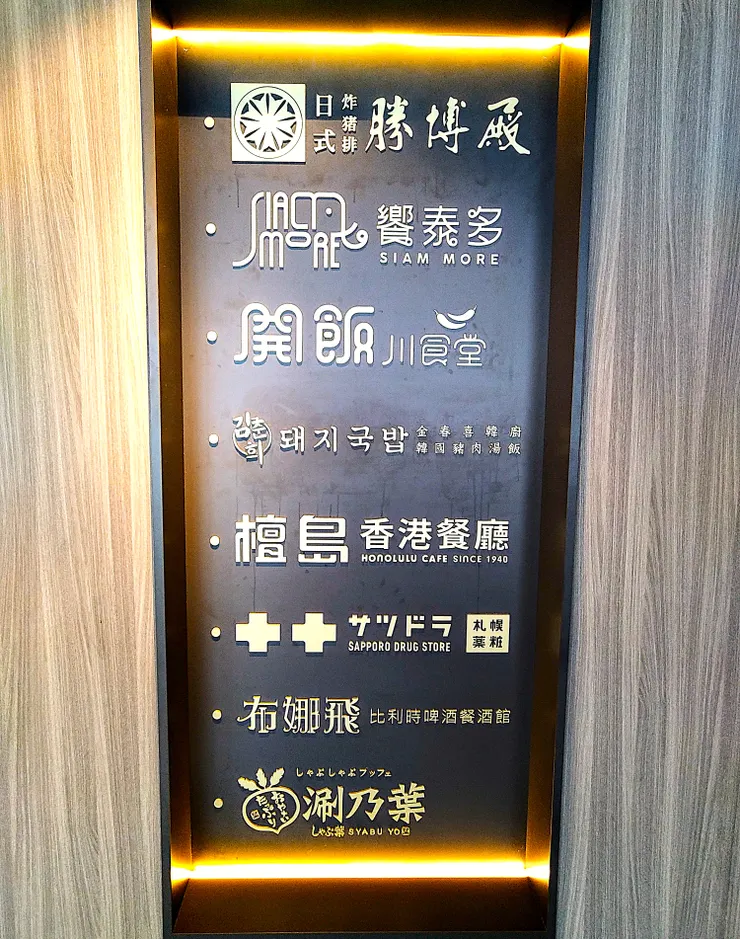 日式 炸猪排 勝博殿
SIAM MORE 饗泰多
SIAM MORE
開飯 川食堂
김춘희 돼지국밥 金春喜韓廚
韓國豬肉湯飯
檀島 香港餐廳
HONOLULU CAFE SINCE 1940
サツドラ 札幌
SAPPORO DRUG STORE 薬粧
布娜飛 比利時啤酒餐酒館
しゃぶしゃぶブッフェ
涮乃葉
しゃぶ葉 SYABU YO